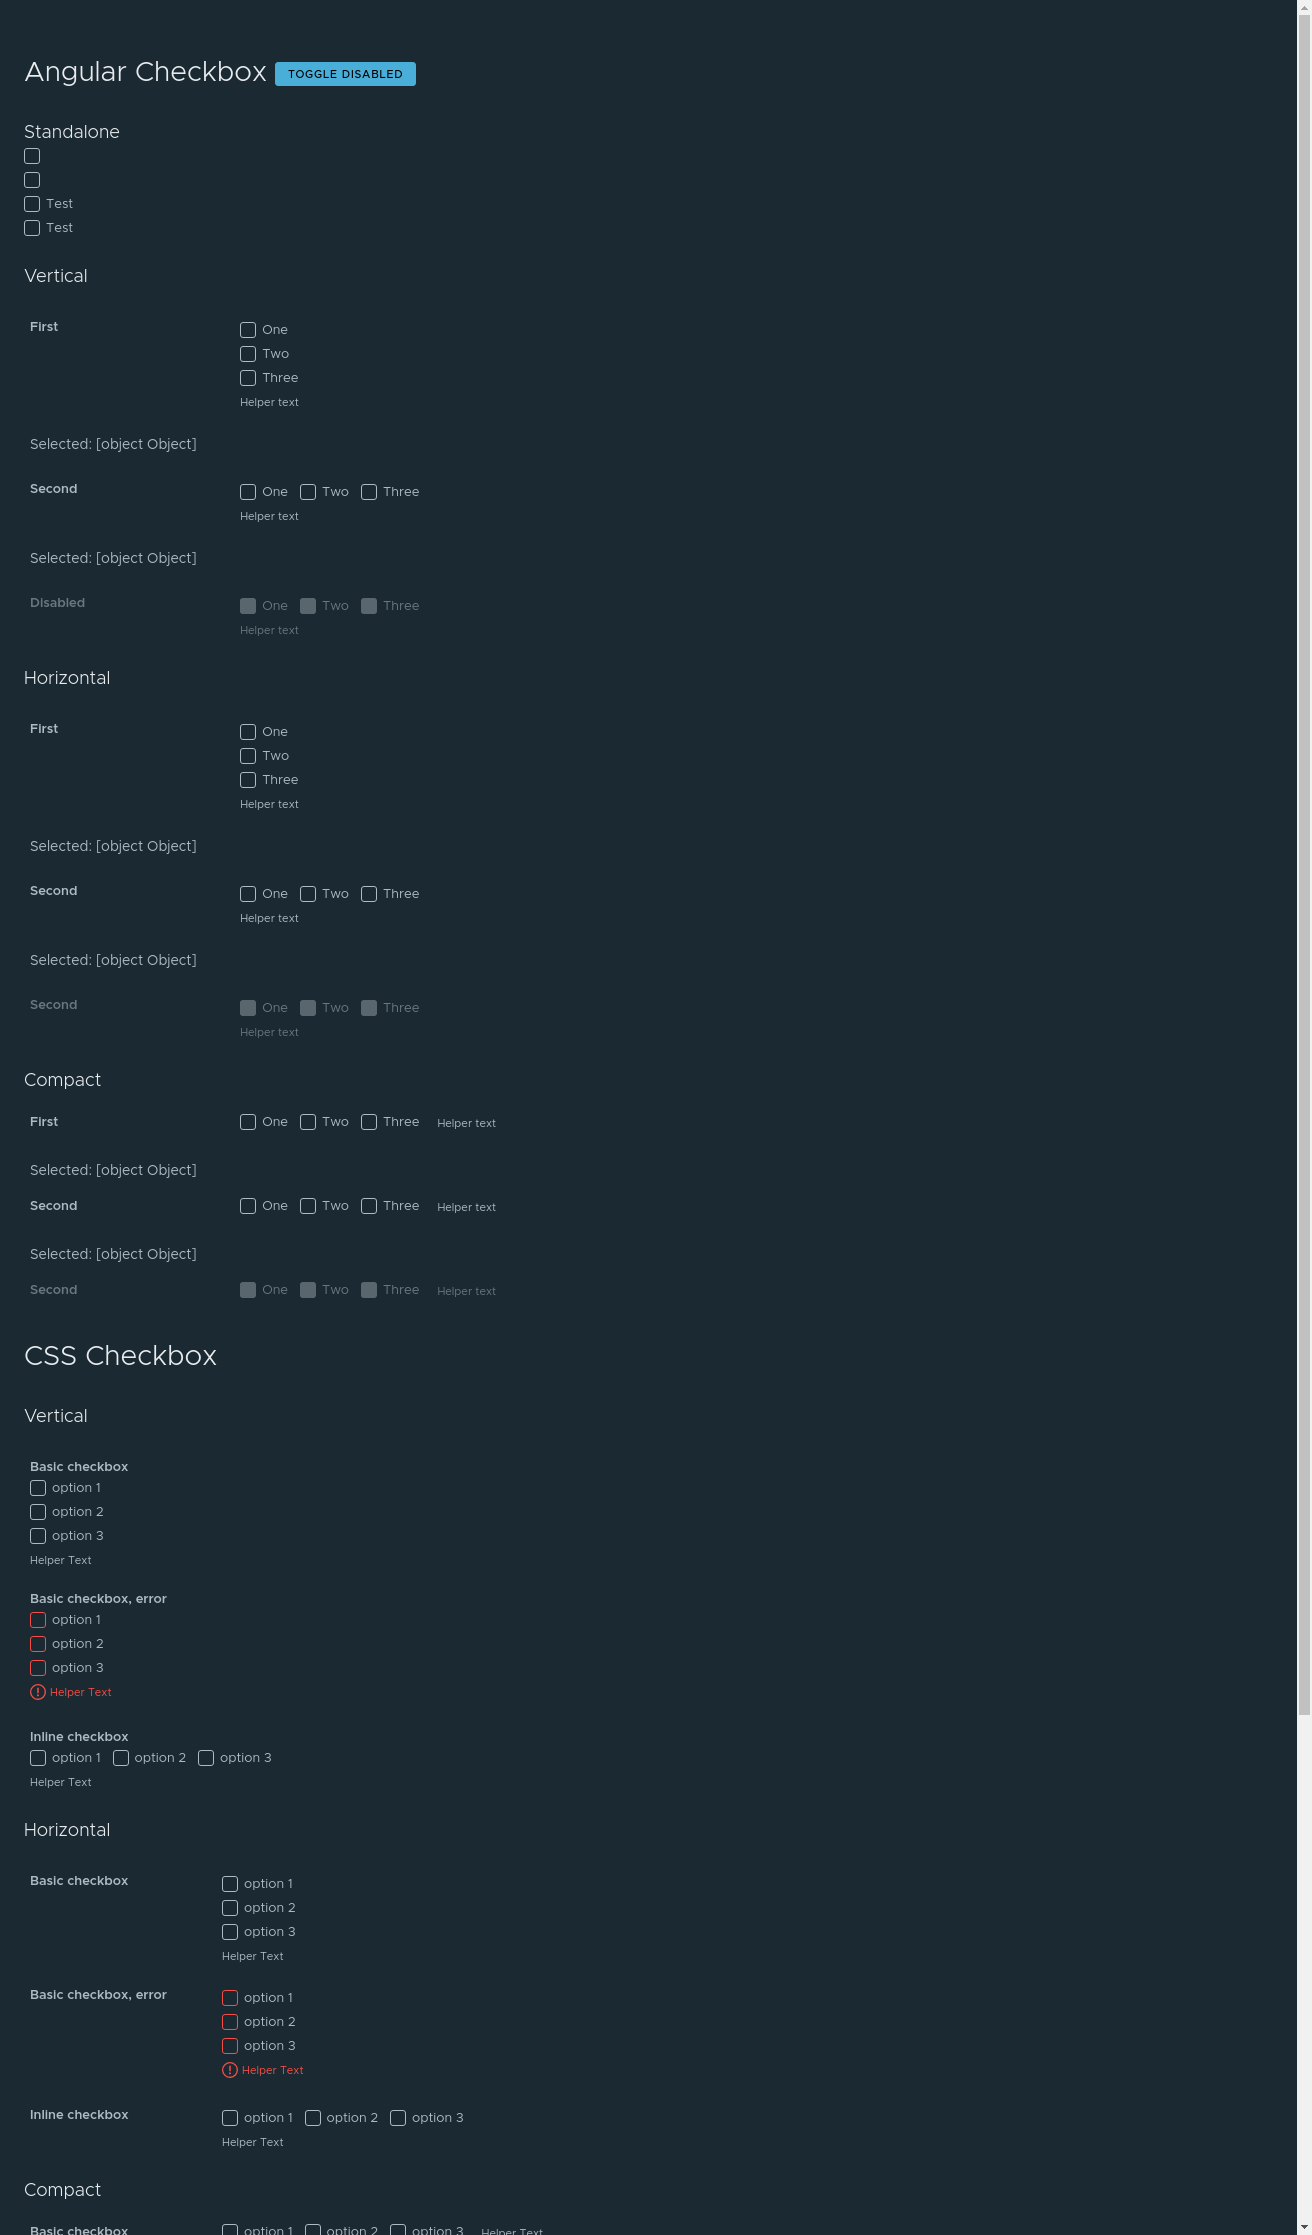 Angular Checkbox TOGGLE DISABLED
Standalone
Test
Test
Vertical
First One
Two
Three
Helper text
Selected: [object Object]
Second One Two Three
Helper text
Selected: [object Object]
Disabled One Two Three
Helper text
Horizontal
First One
Two
Three
Helper text
Selected: [object Object]
Second One Two Three
Helper text
Selected: [object Object]
Second One Two Three
Helper text
Compact
First One Two Three Helper text
Selected: [object Object]
Second One Two Three Helper text
Selected: [object Object]
Second One Two Three Helper text
CSS Checkbox
Vertical
Basic checkbox
option 1
option 2
option 3
Helper Text
Basic checkbox, error
option 1
option 2
option 3
Helper Text
Inline checkbox
option 1 option 2 option 3
Helper Text
Horizontal
Basic checkbox option 1
option 2
option 3
Helper Text
Basic checkbox, error option 1
option 2
option 3
Helper Text
Inline checkbox option 1 option 2 option 3
Helper Text
Compact
Basic checkbox option 1 option 2 option 3 Helper Text